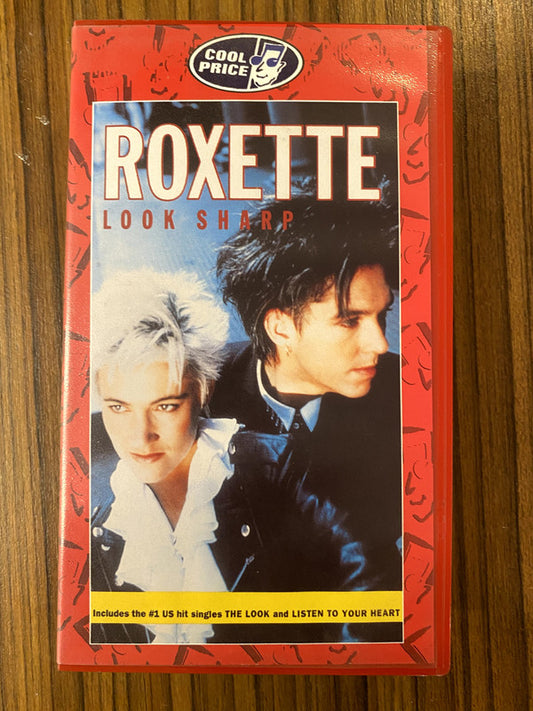 COOL
PRICE
ROXETTE
LOOK SHARP
Includes the #1 US hit singles THE LOOK and LISTEN TO YOUR HEART